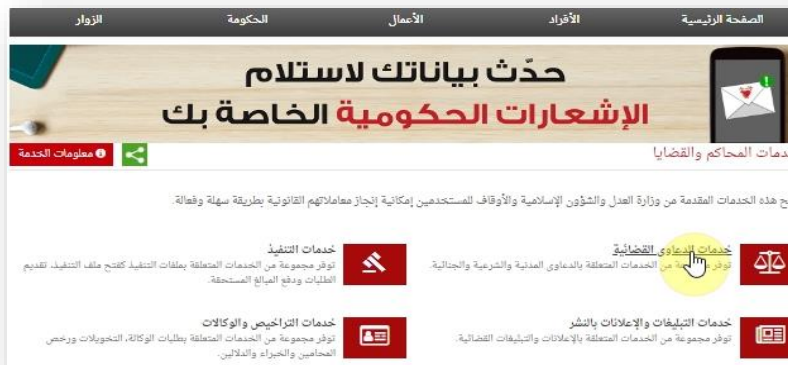 الصفحة الرئيسية
الأفراد
الأعمال
الحكومة
الزوار
حدّث بياناتك لاستلام
الإشعارات الحكومية الخاصة بك
دمات المحاكم والقضايا
معلومات الخدمة
ح هذه الخدمات المقدمة من وزارة العدل والشؤون الإسلامية والأوقاف للمستخدمين إمكانية إنجاز معاملاتهم القانونية بطريقة سهلة وفعالة.
خدمات الدعاوى القضائية
توفر من الخدمات المتعلقة بالدعاوى المدنية والشرعية والجنائية.
خدمات التنفيذ
توفر مجموعة من الخدمات المتعلقة بملفات التنفيذ كفتح ملف التنفيذ، تقديم
الطلبات ودفع المبالغ المستحقة.
خدمات التبليغات والإعلانات بالنشر
توفر مجموعة من الخدمات المتعلقة بالإعلانات والتبليغات القضائية.
خدمات التراخيص والوكالات
توفر مجموعة من الخدمات المتعلقة بطلبات الوكالة، التخويلات ورخص
المحامين والخبراء والدلالين.